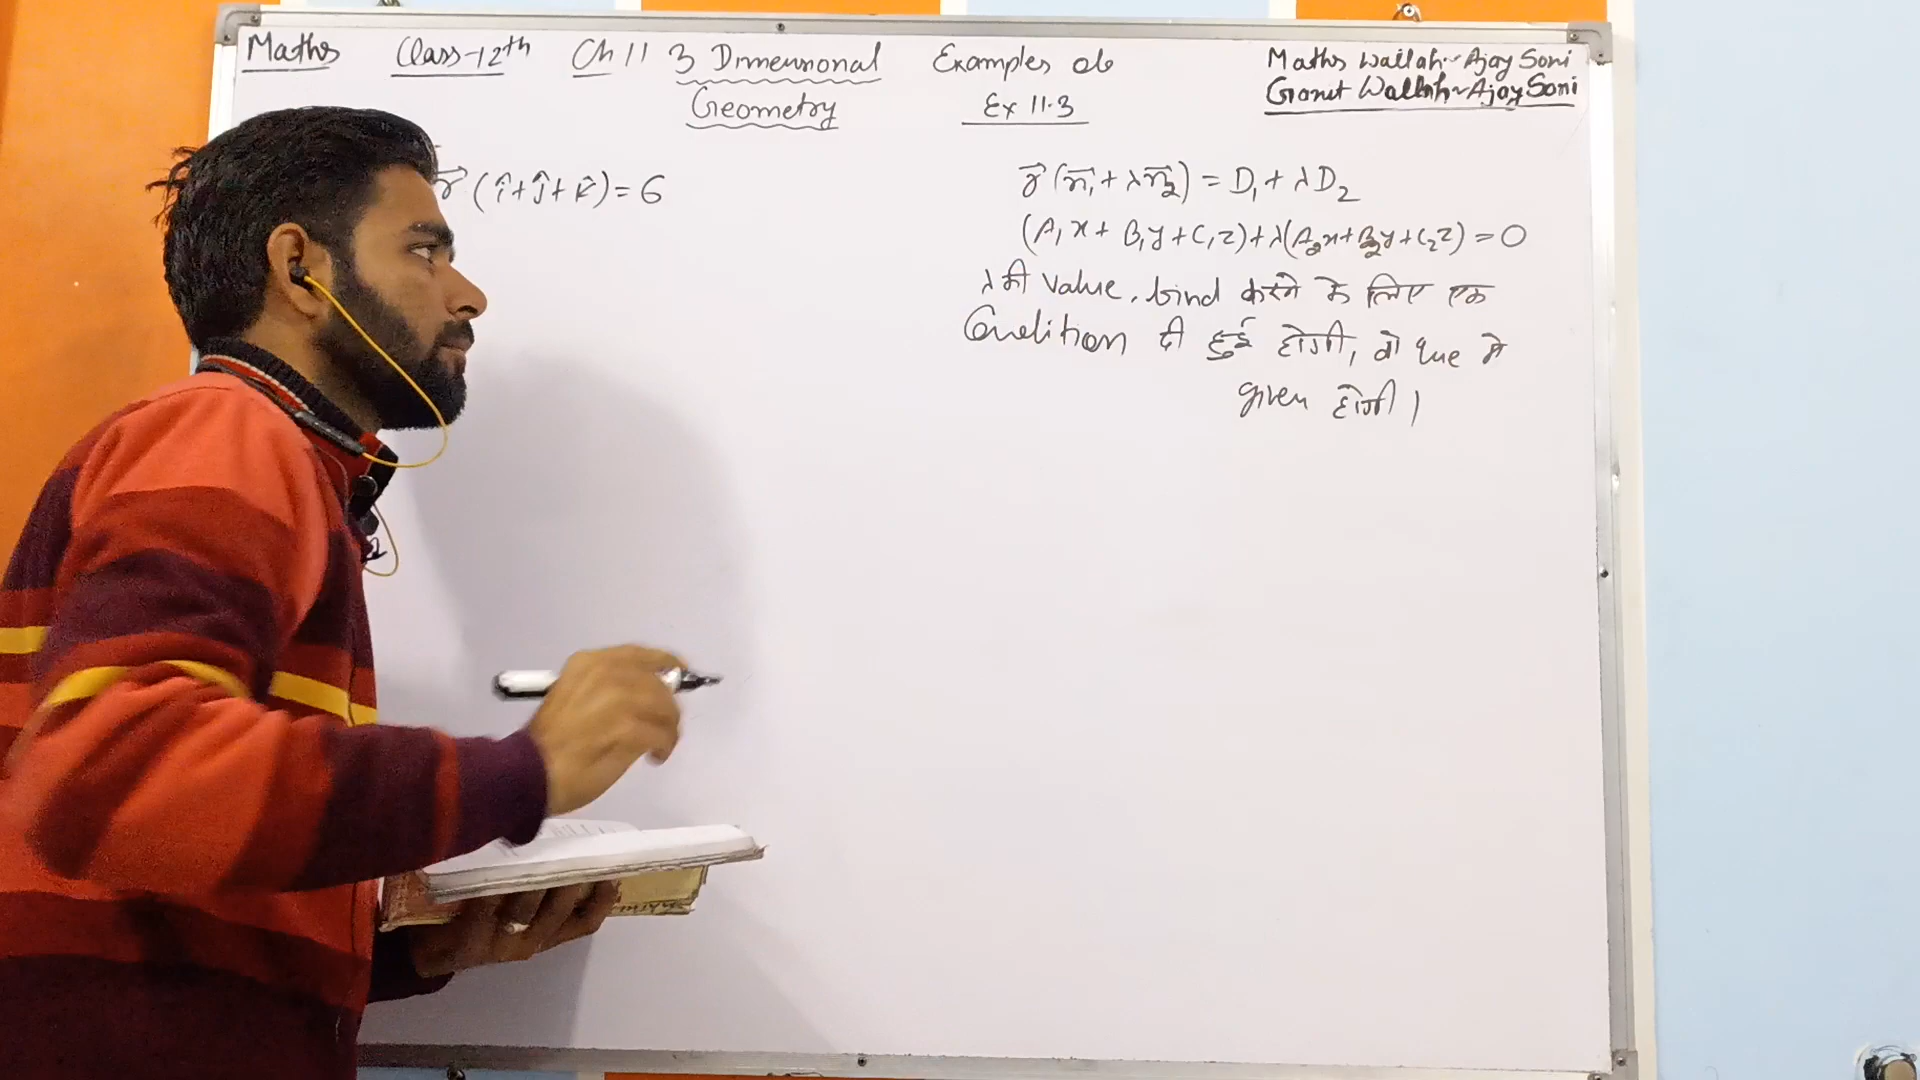 Maths Class-12th Ch 11 3 Dimensional Geometry Examples of Ex 11.3
Maths Wallah~Ajay Soni
Ganit Wallah~Ajay Soni
r⃗ (î+ĵ+k̂)=6
r⃗ (n⃗₁+λn⃗₂) = D₁+λD₂
(A₁x+B₁y+C₁z)+λ(A₂x+B₂y+C₂z)=0
λ की value find करने के लिए एक
Condition दी हुई होगी, वो que मे
given होगी।